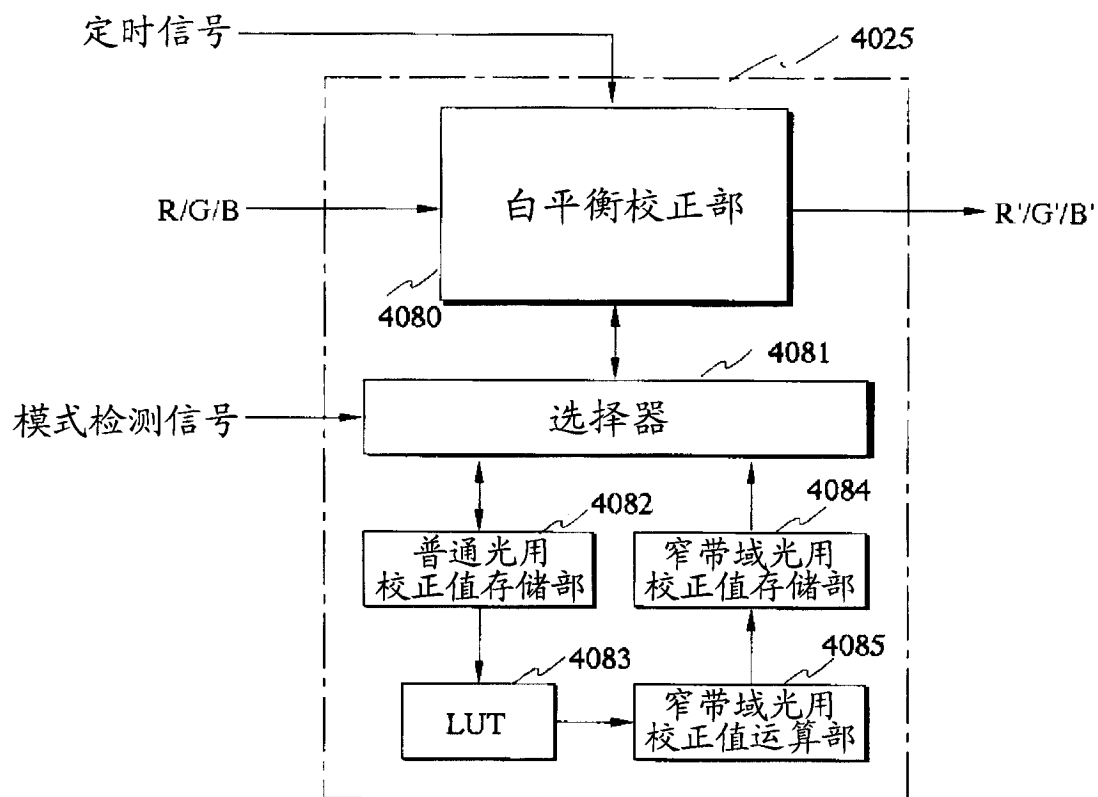 定时信号
4025
白平衡校正部
R/G/B
R'/G'/B'
4080
4081
模式检测信号
选择器
4082
4084
普通光用
校正值存储部
窄带域光用
校正值存储部
4083
4085
LUT
窄带域光用
校正值运算部